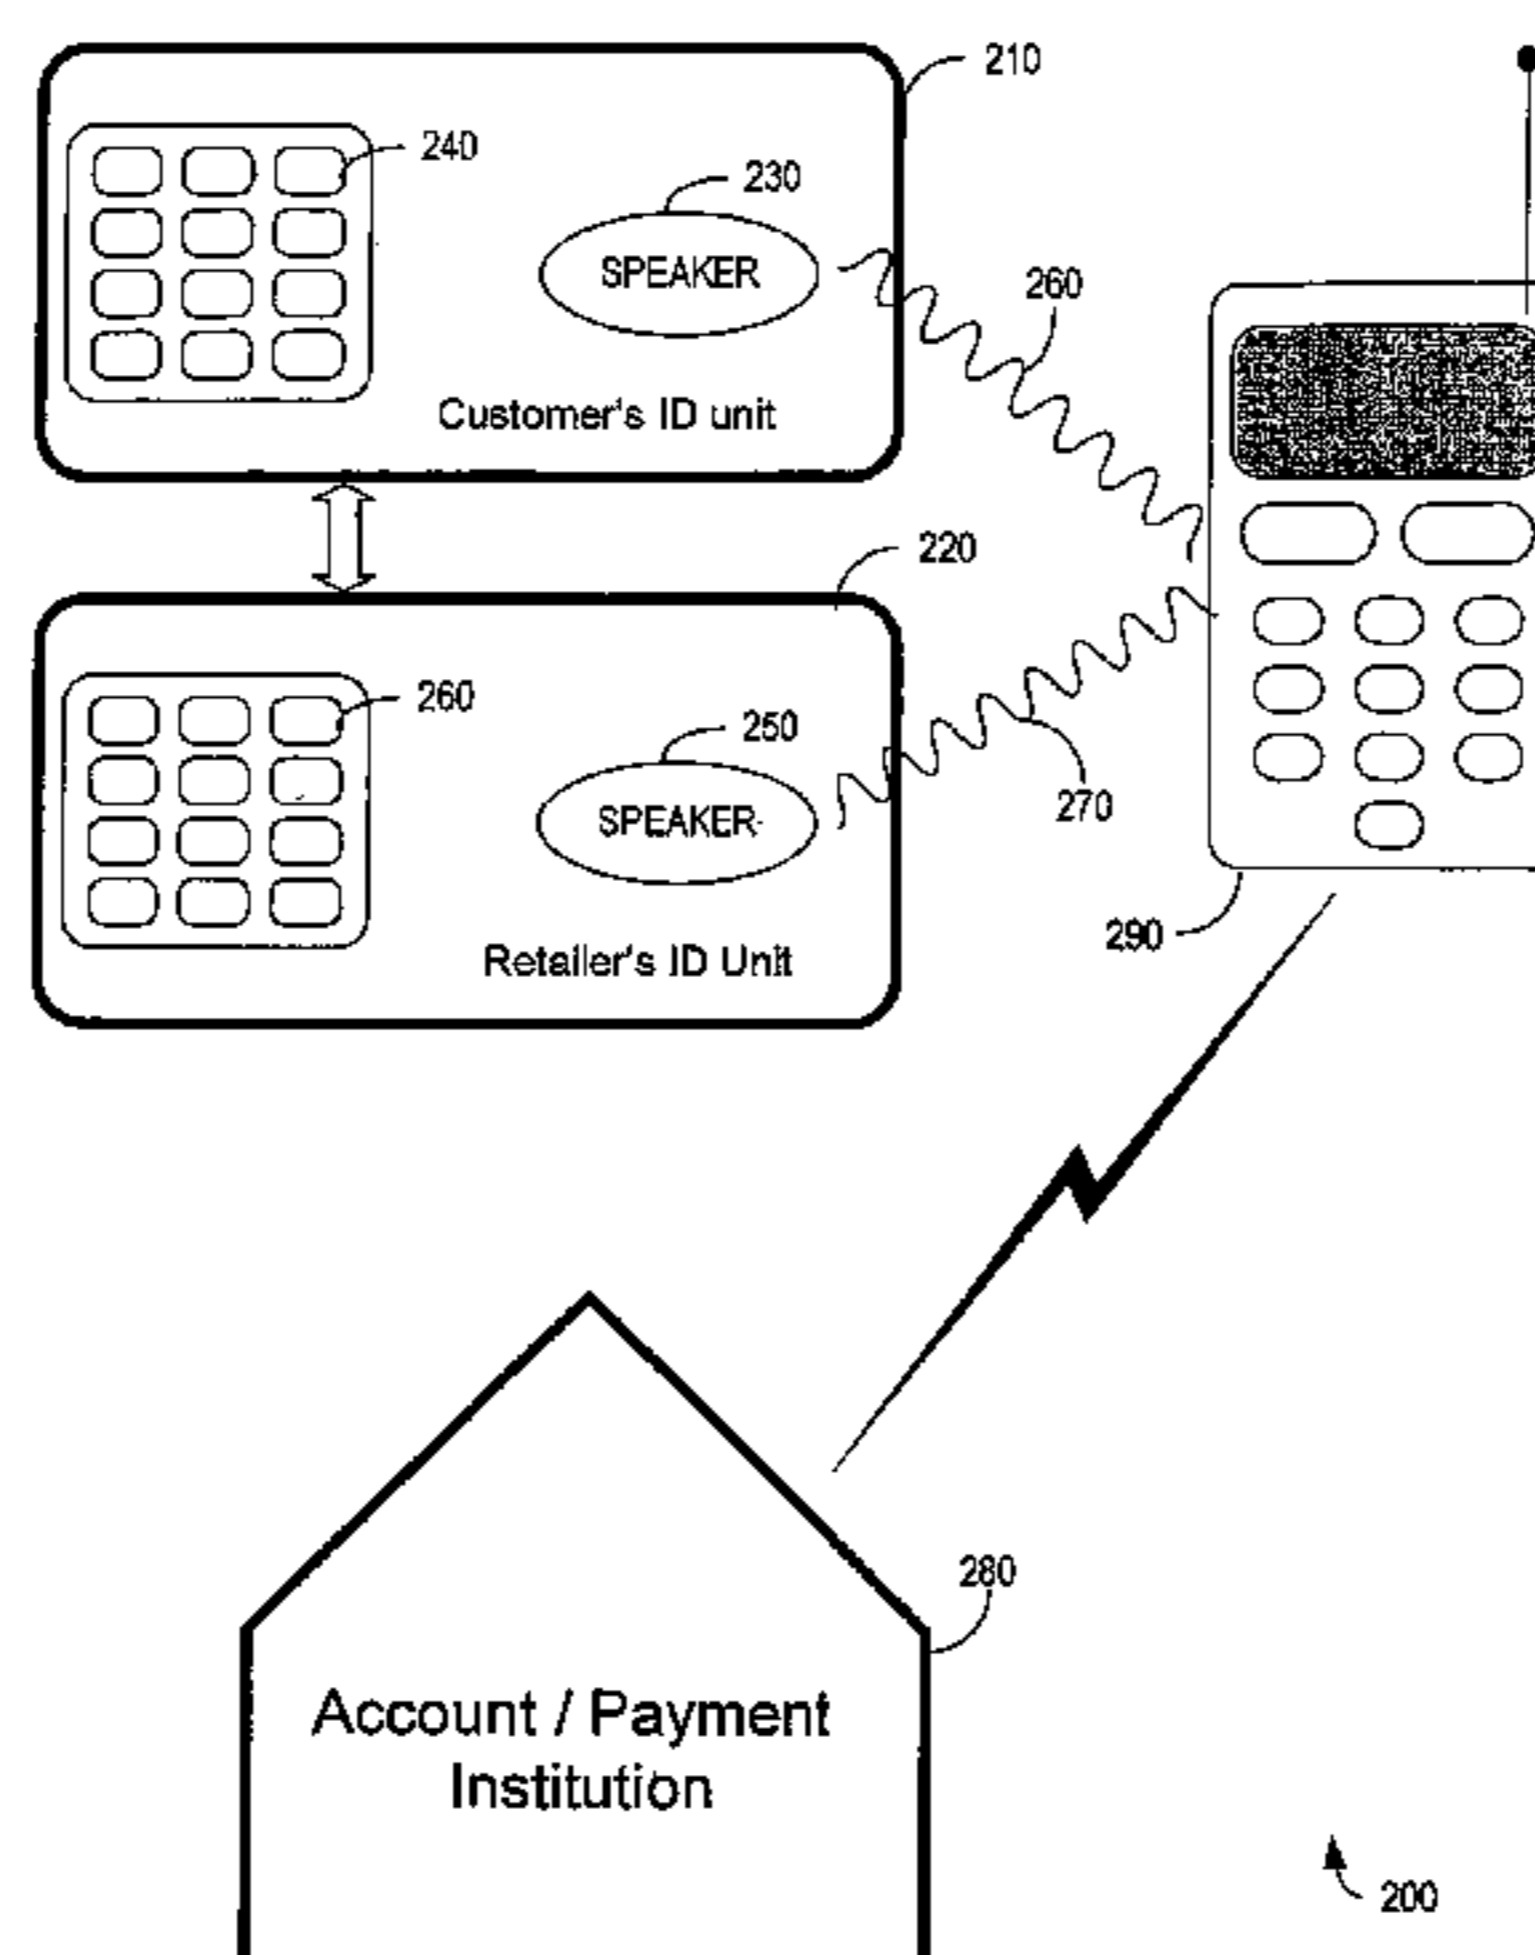 210
240
230
SPEAKER
260
Customer's ID unit
220
260
250
SPEAKER
270
Retailer's ID Unit
290
280
Account / Payment
Institution
200